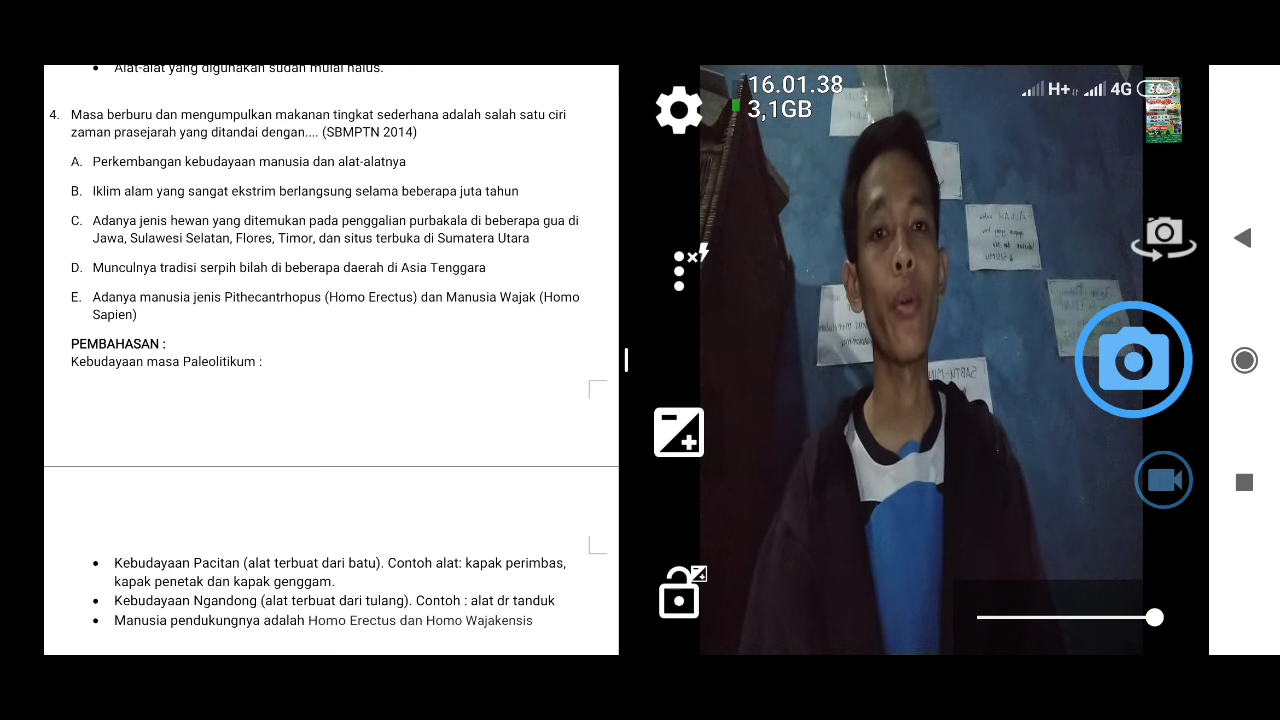 Alat-alat yang digunakan sudah mulai halus.
4. Masa berburu dan mengumpulkan makanan tingkat sederhana adalah salah satu ciri
zaman prasejarah yang ditandai dengan.... (SBMPTN 2014)
A. Perkembangan kebudayaan manusia dan alat-alatnya
B. Iklim alam yang sangat ekstrim berlangsung selama beberapa juta tahun
C. Adanya jenis hewan yang ditemukan pada penggalian purbakala di beberapa gua di
Jawa, Sulawesi Selatan, Flores, Timor, dan situs terbuka di Sumatera Utara
D. Munculnya tradisi serpih bilah di beberapa daerah di Asia Tenggara
E. Adanya manusia jenis Pithecantrhopus (Homo Erectus) dan Manusia Wajak (Homo
Sapien)
PEMBAHASAN :
Kebudayaan masa Paleolitikum :
• Kebudayaan Pacitan (alat terbuat dari batu). Contoh alat: kapak perimbas,
kapak penetak dan kapak genggam.
• Kebudayaan Ngandong (alat terbuat dari tulang). Contoh : alat dr tanduk
• Manusia pendukungnya adalah Homo Erectus dan Homo Wajakensis
16.01.38
3,1GB
H+ 4G 36
SABTU-MIN